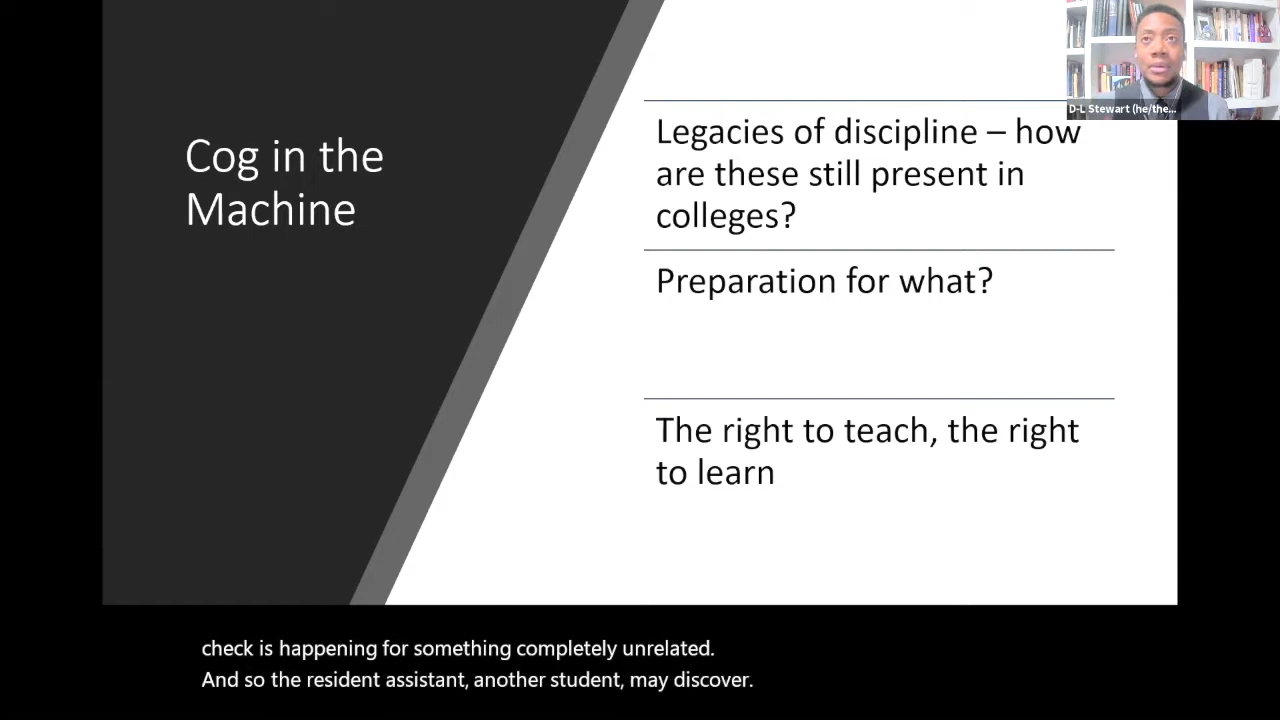 Cog in the
Machine
D-L Stewart (he/the...
Legacies of discipline – how
are these still present in
colleges?
Preparation for what?
The right to teach, the right
to learn
check is happening for something completely unrelated.
And so the resident assistant, another student, may discover.